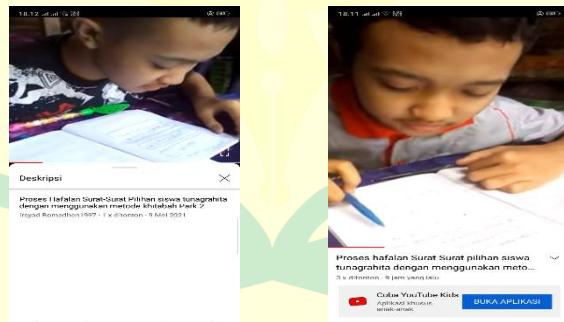 18.12
Deskripsi
Proses Hafalan Surat-Surat Pilihan siswa tunagrahita
dengan menggunakan metode khitabah Park 2
Irsyad Romadhon1997 · 1 x ditonton · 9 Mei 2021
18.11
Proses hafalan Surat Surat pilihan siswa
tunagrahita dengan menggunakan meto...
3 x ditonton · 9 jam yang lalu
Coba YouTube Kids
Aplikasi khusus
anak-anak
BUKA APLIKASI